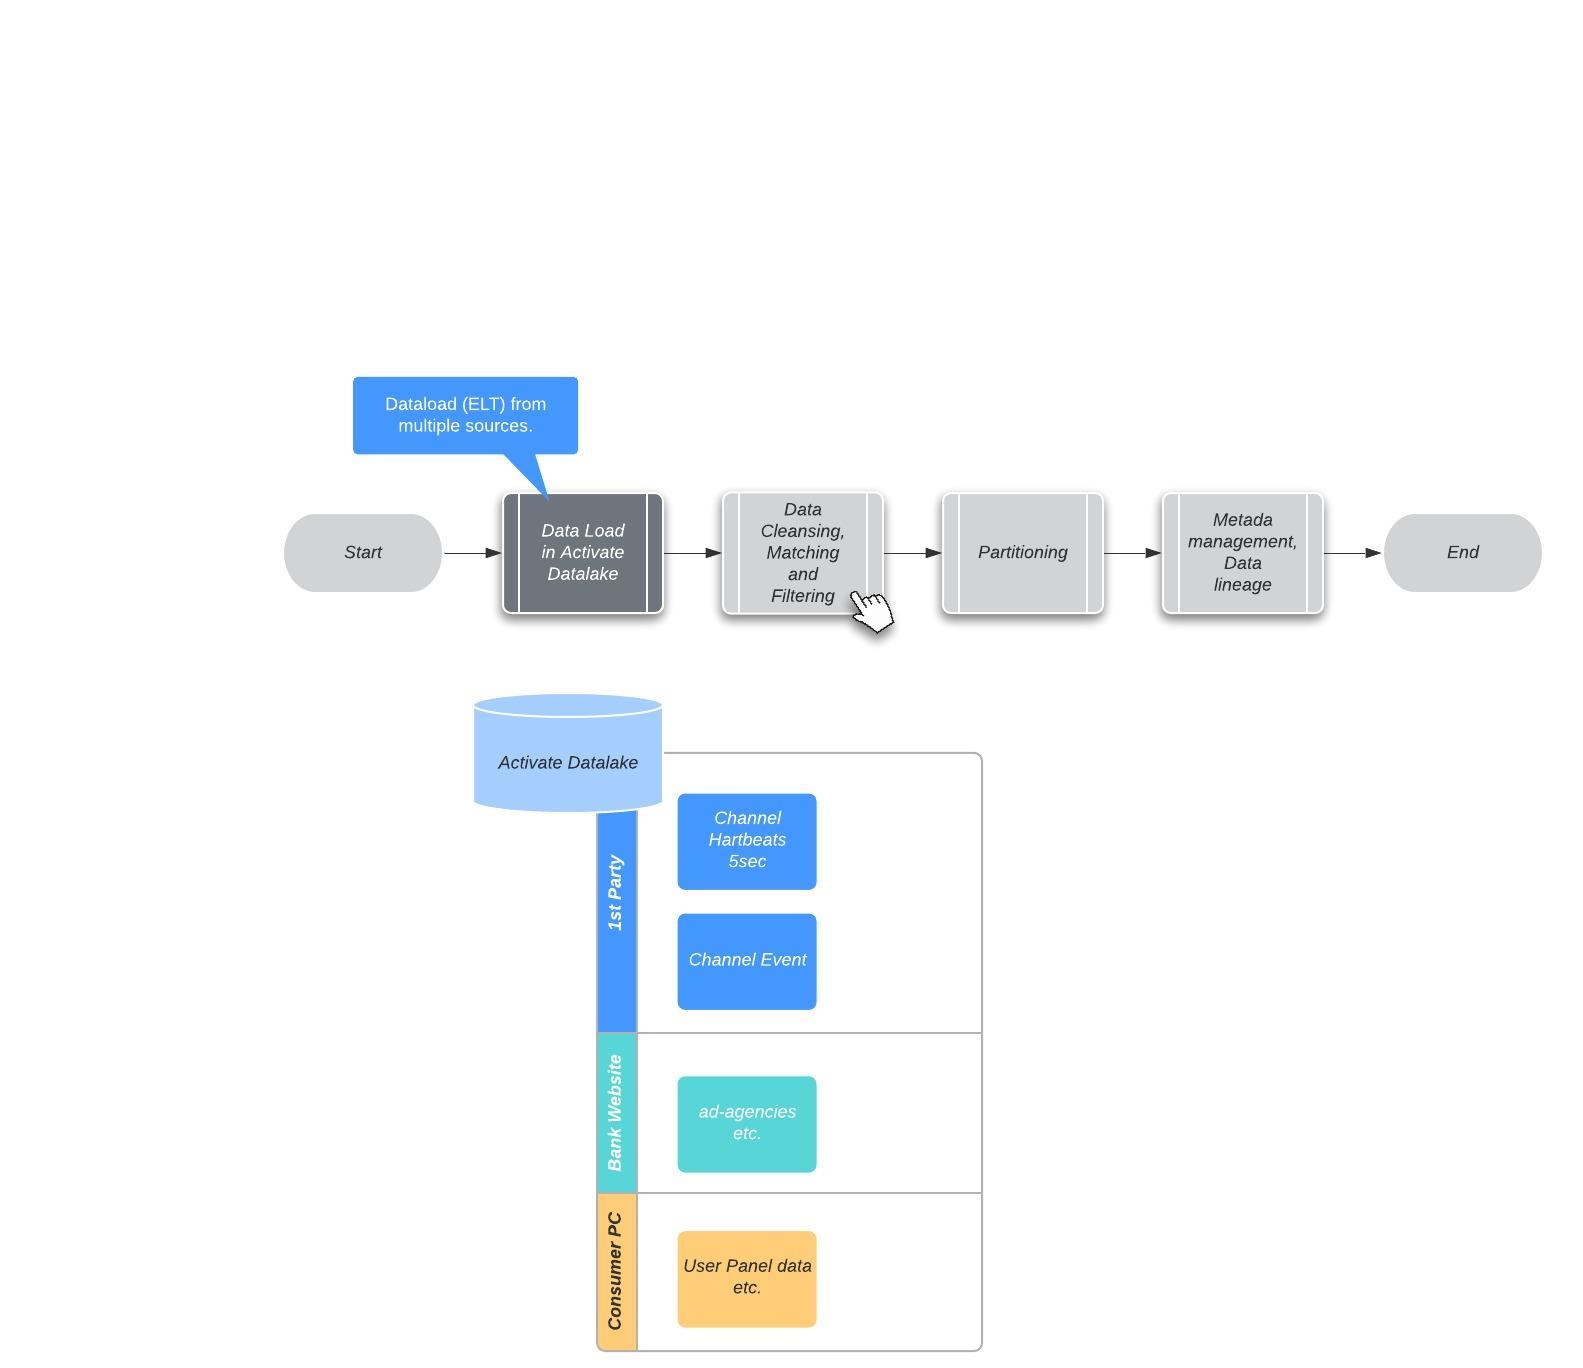 Dataload (ELT) from
multiple sources.
Start
Data Load
in Activate
Datalake
Data
Cleansing,
Matching
and
Filtering
Partitioning
Metada
management,
Data
lineage
End
Activate Datalake
1st Party
Channel
Hartbeats
5sec
Channel Event
Bank Website
ad-agencies
etc.
Consumer PC
User Panel data
etc.